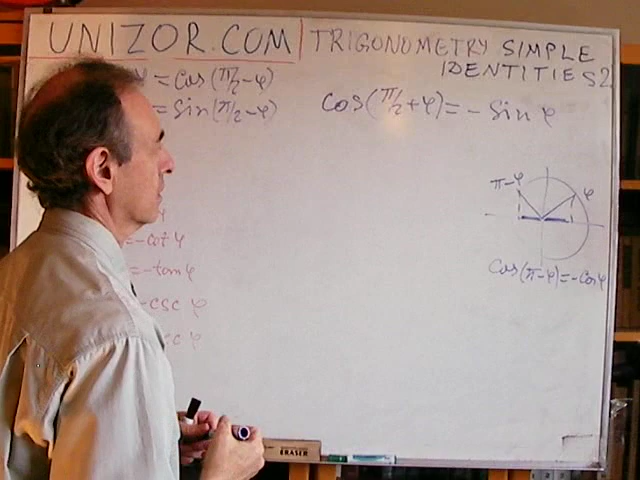 UNIZOR.COM | TRIGONOMETRY SIMPLE
IDENTITIES 2
φ = cos(π/2-φ)
= sin(π/2-φ)
cos(π/2+φ) = - sin φ
φ
= -cot φ
= -tan φ
-csc φ
c φ
π-φ φ
cos(π-φ)=-cos φ
ERASER